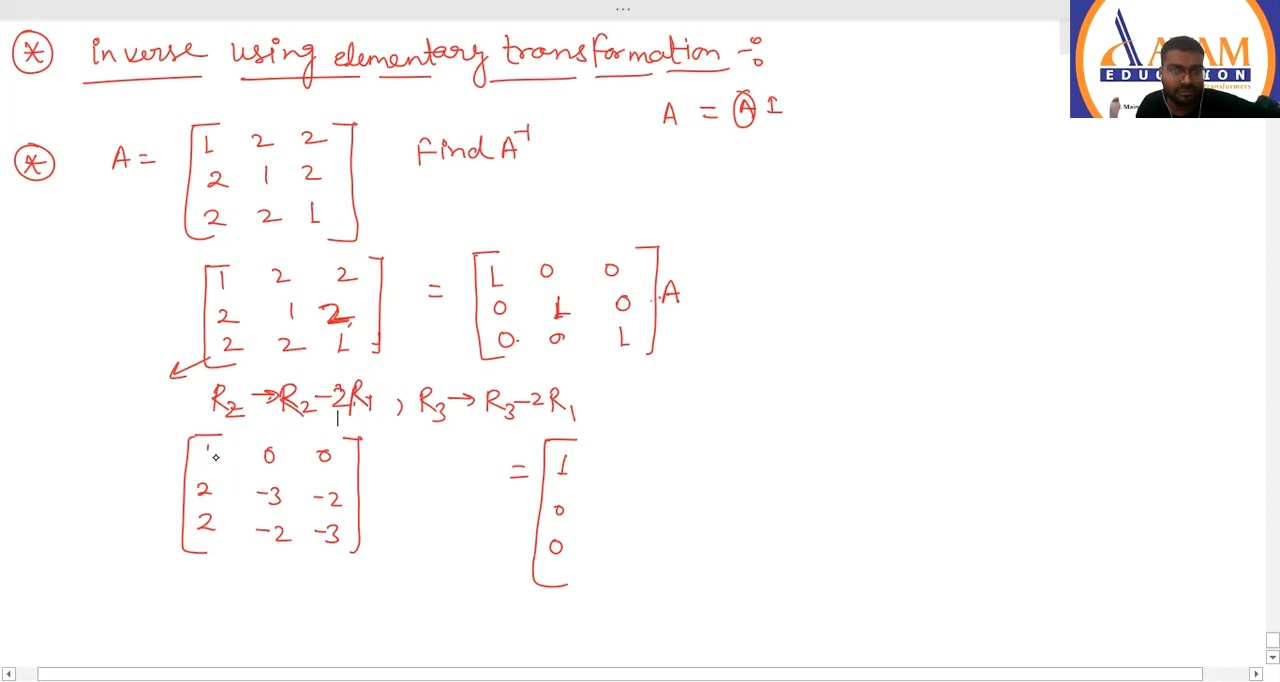 * inverse using elementary transformation :-
A = A I
* A = [ 1 2 2
2 1 2
2 2 1 ] Find A⁻¹
[ 1 2 2
2 1 2
2 2 1 ] = [ 1 0 0
0 1 0
0 0 1 ] . A
R₂ → R₂ - 2R₁ , R₃ → R₃ - 2R₁
[ 1 0 0
2 -3 -2
2 -2 -3 ] = [ 1
0
0
EDUCATION